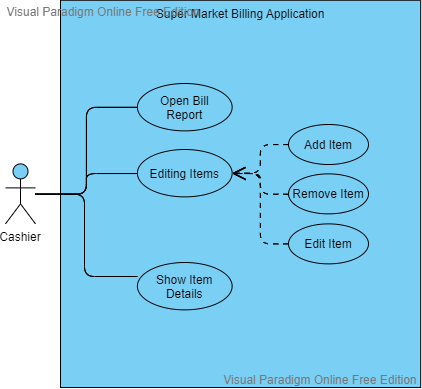 Visual Paradigm Online Free Edition
Super Market Billing Application
Open Bill
Report
Editing Items
Add Item
Remove Item
Edit Item
Cashier
Show Item
Details
Visual Paradigm Online Free Edition